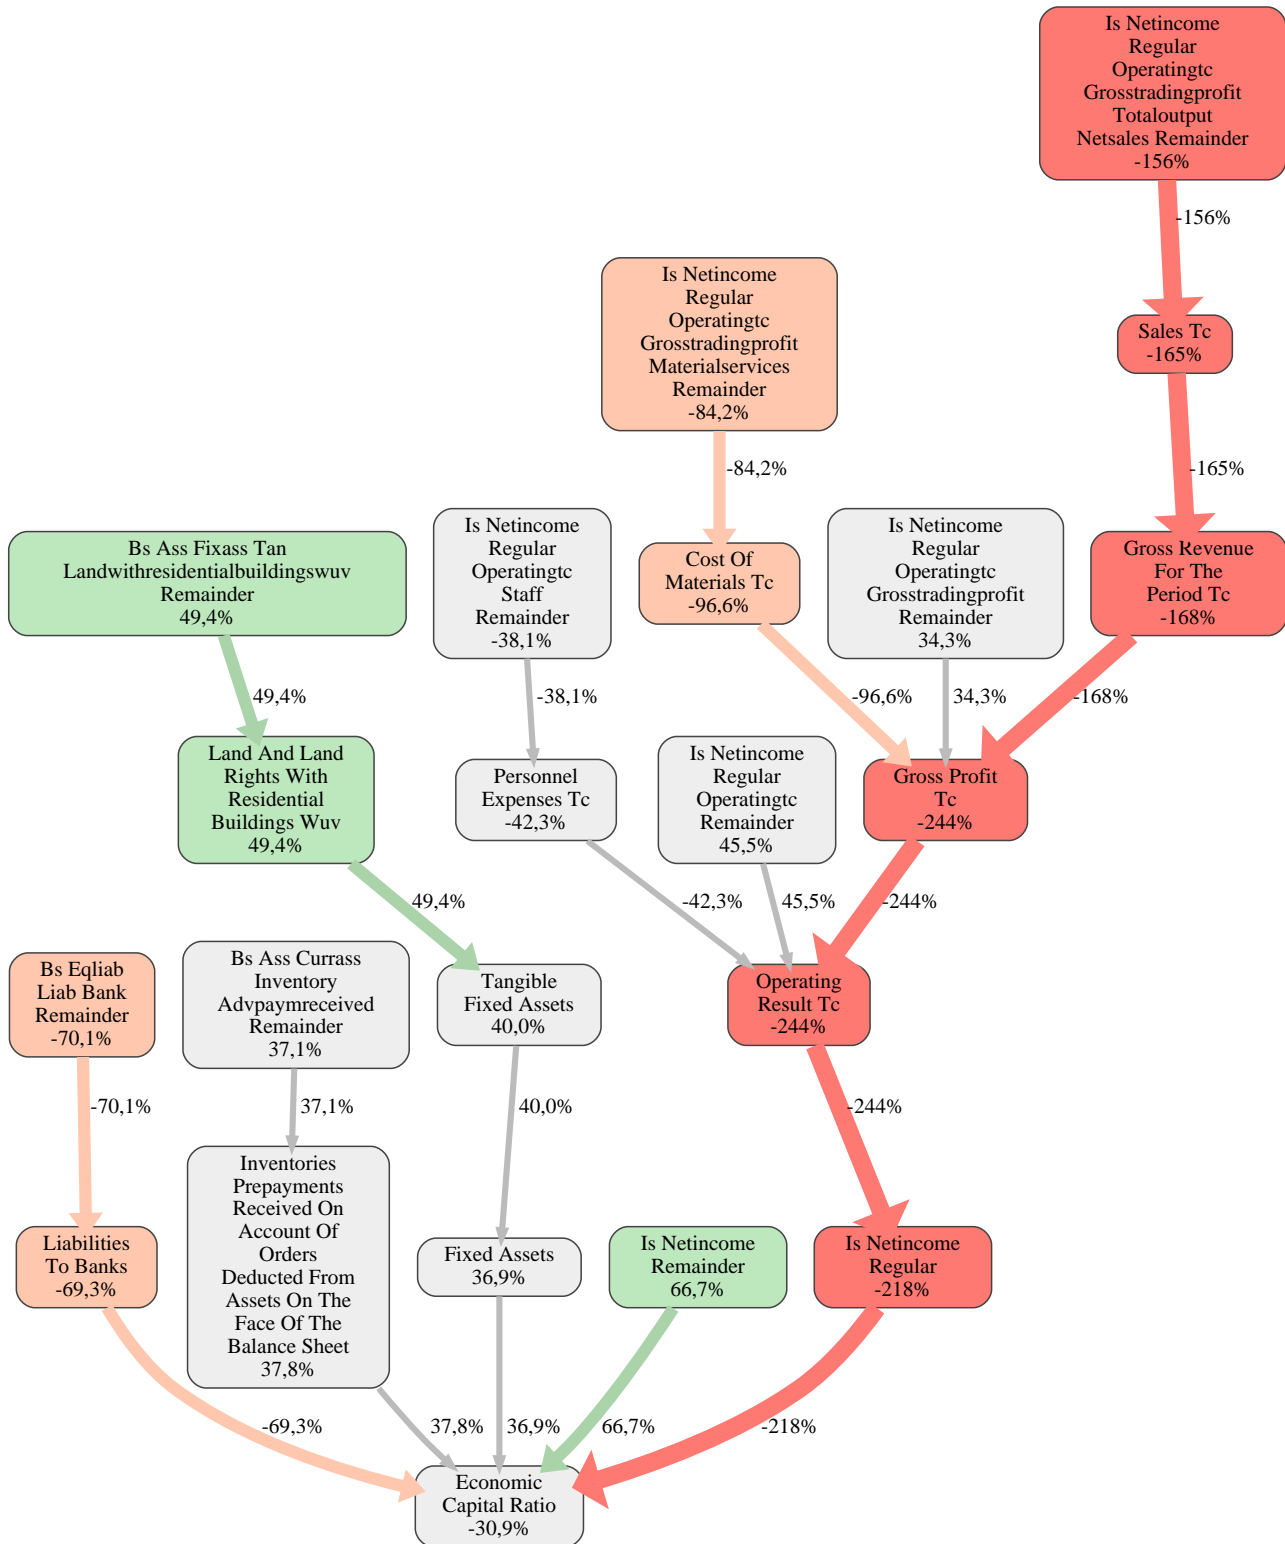 Is Netincome
Regular
Operatingtc
Grosstradingprofit
Totaloutput
Netsales Remainder
-156%
-156%
Is Netincome
Regular
Operatingtc
Grosstradingprofit
Materialservices
Remainder
-84,2%
Sales Tc
-165%
-84,2%
-165%
Bs Ass Fixass Tan
Landwithresidentialbuildingswuv
Remainder
49,4%
Is Netincome
Regular
Operatingtc
Staff
Remainder
-38,1%
Cost Of
Materials Tc
-96,6%
Is Netincome
Regular
Operatingtc
Grosstradingprofit
Remainder
34,3%
Gross Revenue
For The
Period Tc
-168%
49,4%
-38,1%
-96,6%
34,3%
-168%
Land And Land
Rights With
Residential
Buildings Wuv
49,4%
Personnel
Expenses Tc
-42,3%
Is Netincome
Regular
Operatingtc
Remainder
45,5%
Gross Profit
Tc
-244%
49,4%
-42,3%
45,5%
-244%
Bs Eqliab
Liab Bank
Remainder
-70,1%
Bs Ass Currass
Inventory
Advpaymreceived
Remainder
37,1%
Tangible
Fixed Assets
40,0%
Operating
Result Tc
-244%
-70,1%
37,1%
40,0%
-244%
Liabilities
To Banks
-69,3%
Inventories
Prepayments
Received On
Account Of
Orders
Deducted From
Assets On The
Face Of The
Balance Sheet
37,8%
Fixed Assets
36,9%
Is Netincome
Remainder
66,7%
Is Netincome
Regular
-218%
-69,3%
37,8%
36,9%
66,7%
-218%
Economic
Capital Ratio
-30,9%